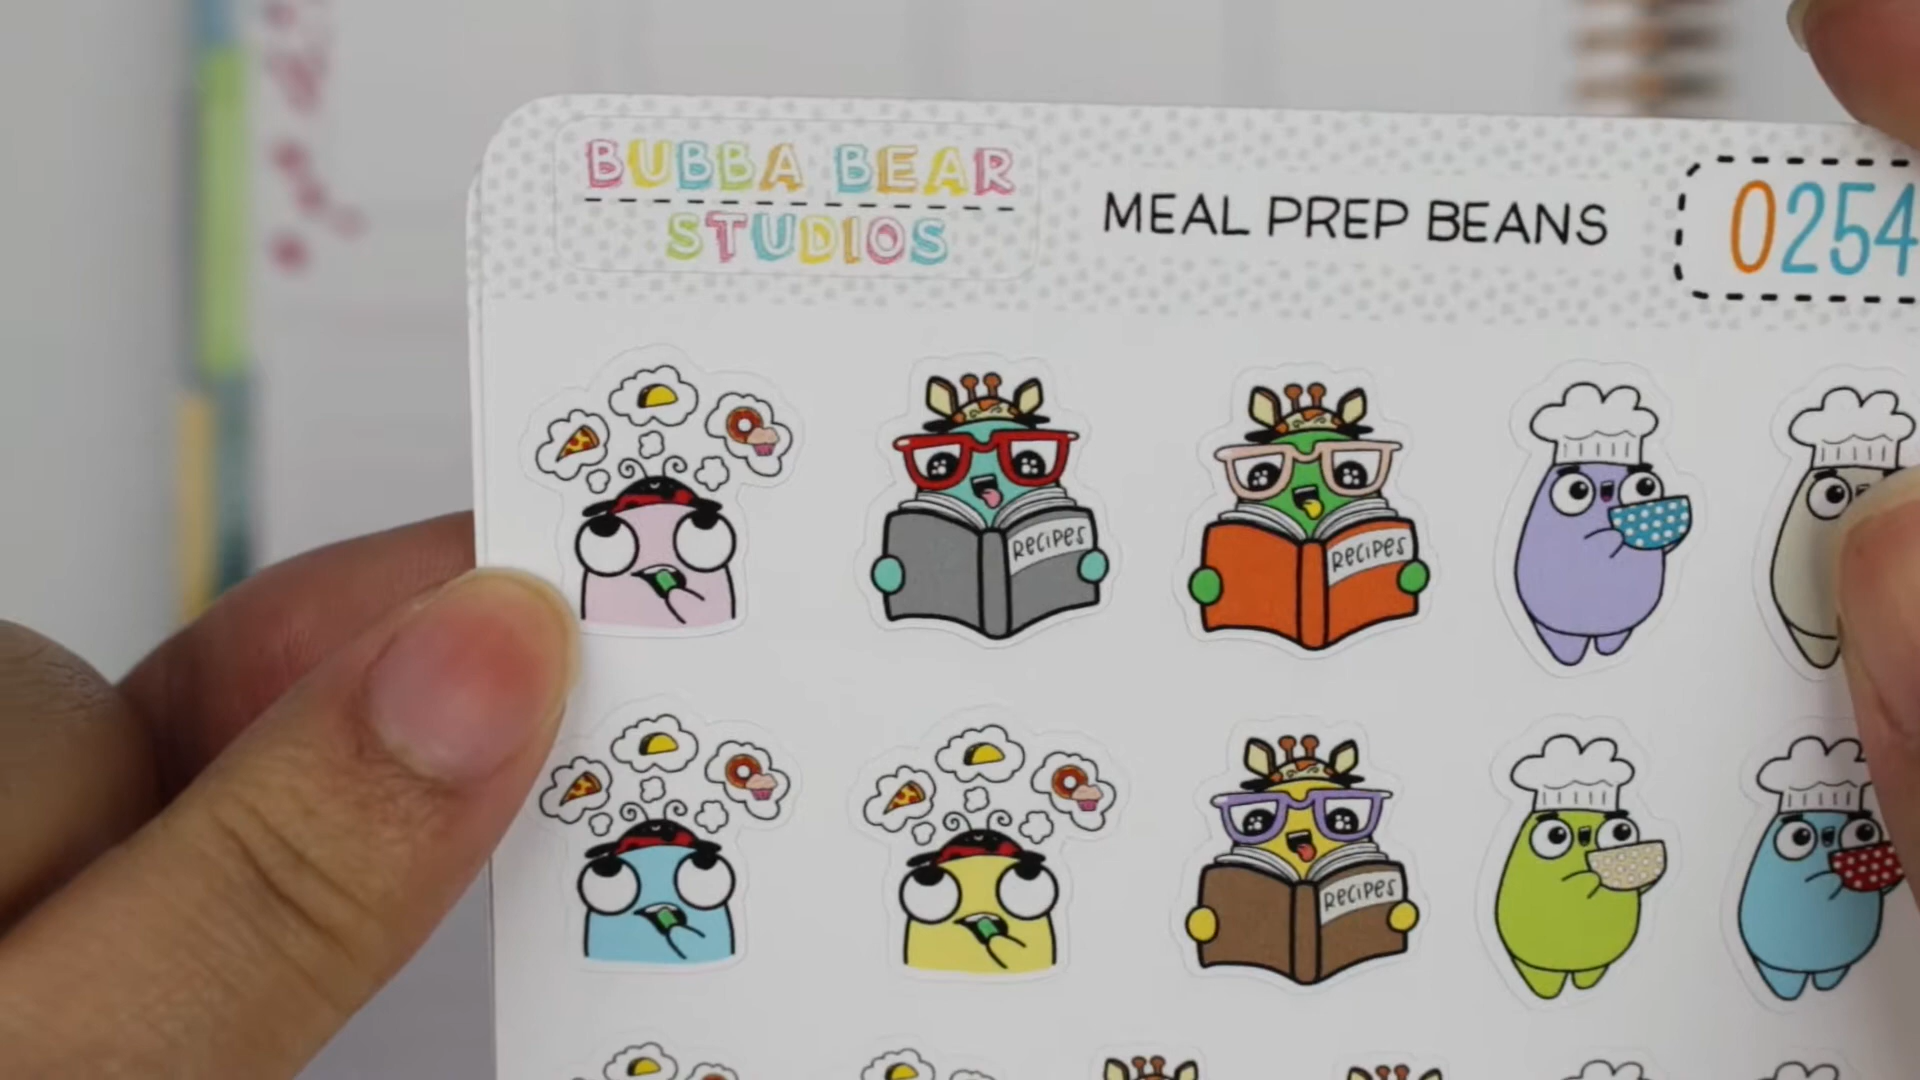 BUBBA BEAR
STUDIOS
MEAL PREP BEANS
0254
RECIPES
RECIPES
RECIPES